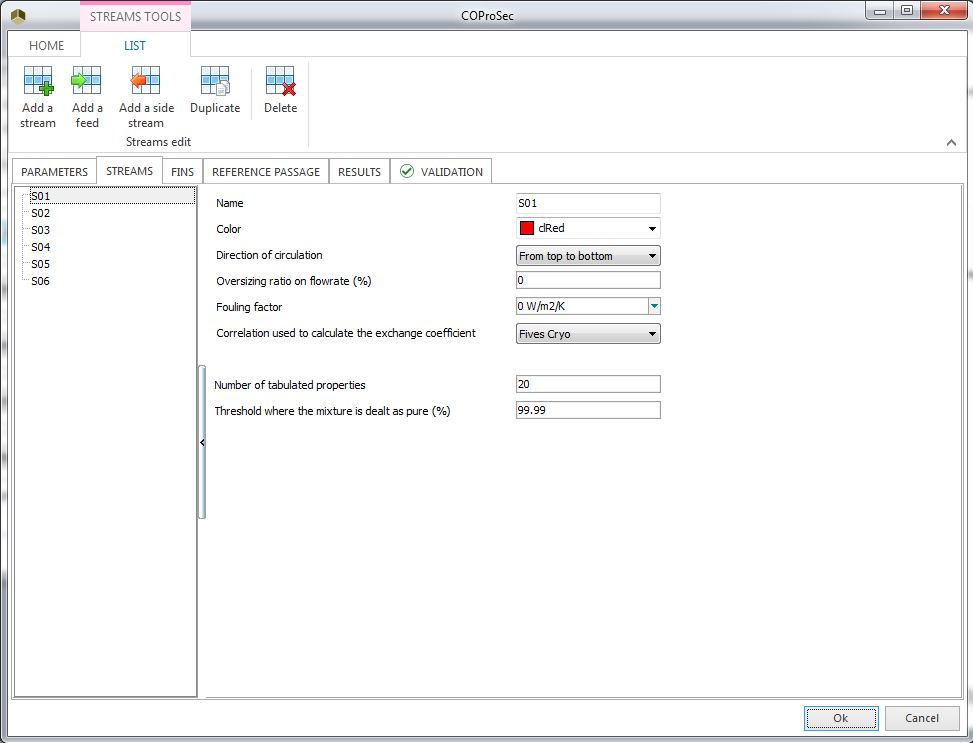 STREAMS TOOLS
COProSec
HOME
LIST
Add a stream
Add a feed
Add a side stream
Duplicate
Delete
Streams edit
PARAMETERS
STREAMS
FINS
REFERENCE PASSAGE
RESULTS
VALIDATION
S01
S02
S03
S04
S05
S06
Name
S01
Color
clRed
Direction of circulation
From top to bottom
Oversizing ratio on flowrate (%)
0
Fouling factor
0 W/m2/K
Correlation used to calculate the exchange coefficient
Fives Cryo
Number of tabulated properties
20
Threshold where the mixture is dealt as pure (%)
99.99
Ok
Cancel